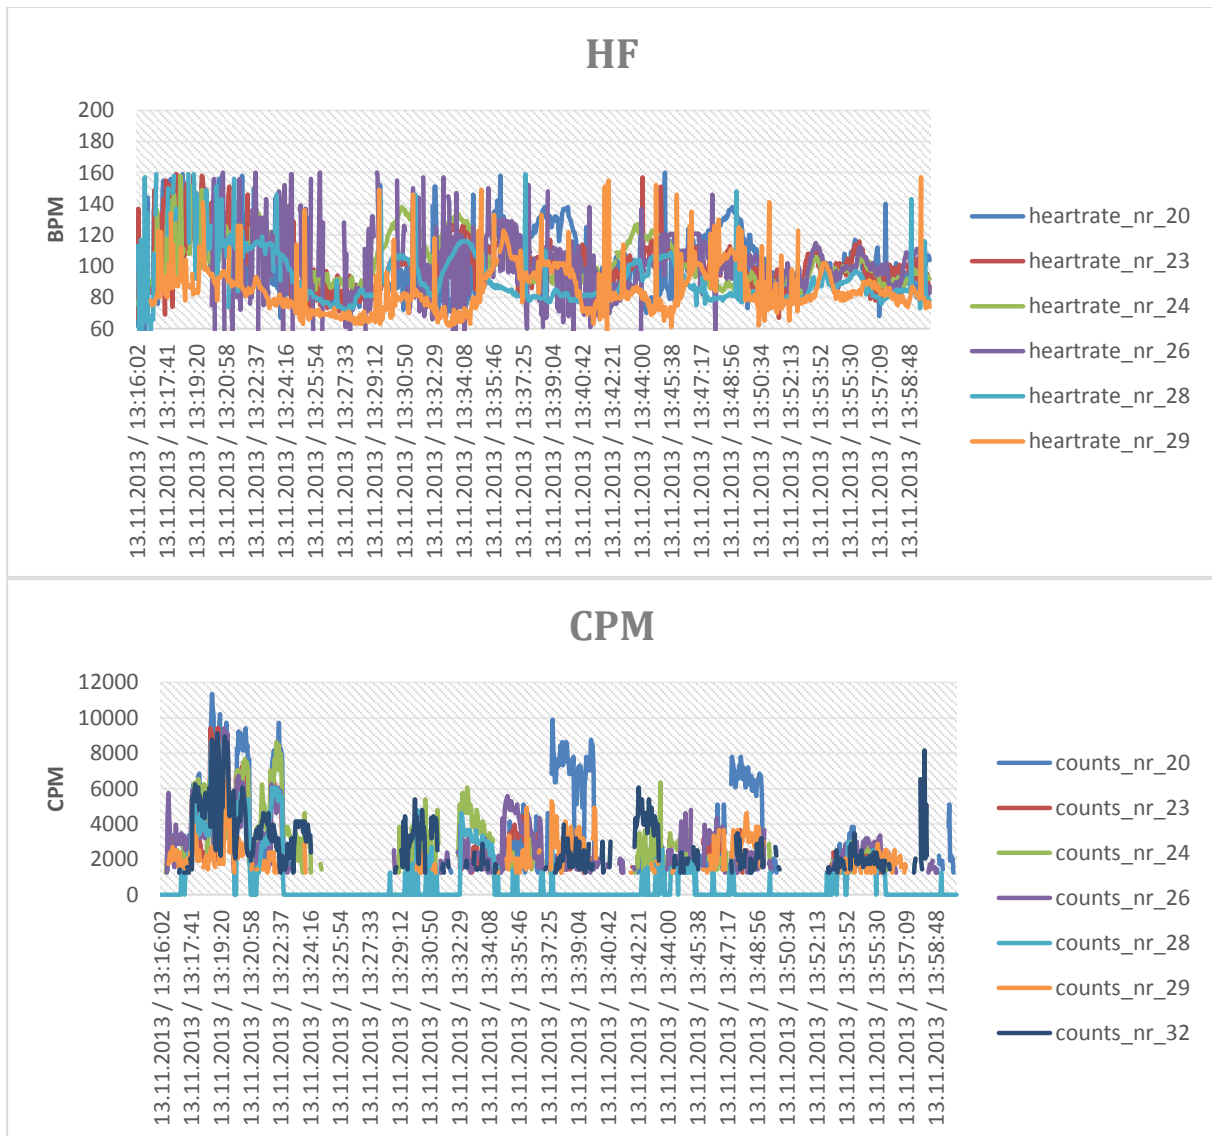 HF
BPM
200
180
160
140
120
100
80
60
13.11.2013 / 13:16:02
13.11.2013 / 13:17:41
13.11.2013 / 13:19:20
13.11.2013 / 13:20:58
13.11.2013 / 13:22:37
13.11.2013 / 13:24:16
13.11.2013 / 13:25:54
13.11.2013 / 13:27:33
13.11.2013 / 13:29:12
13.11.2013 / 13:30:50
13.11.2013 / 13:32:29
13.11.2013 / 13:34:08
13.11.2013 / 13:35:46
13.11.2013 / 13:37:25
13.11.2013 / 13:39:04
13.11.2013 / 13:40:42
13.11.2013 / 13:42:21
13.11.2013 / 13:44:00
13.11.2013 / 13:45:38
13.11.2013 / 13:47:17
13.11.2013 / 13:48:56
13.11.2013 / 13:50:34
13.11.2013 / 13:52:13
13.11.2013 / 13:53:52
13.11.2013 / 13:55:30
13.11.2013 / 13:57:09
13.11.2013 / 13:58:48
heartrate_nr_20
heartrate_nr_23
heartrate_nr_24
heartrate_nr_26
heartrate_nr_28
heartrate_nr_29
CPM
CPM
12000
10000
8000
6000
4000
2000
0
13.11.2013 / 13:16:02
13.11.2013 / 13:17:41
13.11.2013 / 13:19:20
13.11.2013 / 13:20:58
13.11.2013 / 13:22:37
13.11.2013 / 13:24:16
13.11.2013 / 13:25:54
13.11.2013 / 13:27:33
13.11.2013 / 13:29:12
13.11.2013 / 13:30:50
13.11.2013 / 13:32:29
13.11.2013 / 13:34:08
13.11.2013 / 13:35:46
13.11.2013 / 13:37:25
13.11.2013 / 13:39:04
13.11.2013 / 13:40:42
13.11.2013 / 13:42:21
13.11.2013 / 13:44:00
13.11.2013 / 13:45:38
13.11.2013 / 13:47:17
13.11.2013 / 13:48:56
13.11.2013 / 13:50:34
13.11.2013 / 13:52:13
13.11.2013 / 13:53:52
13.11.2013 / 13:55:30
13.11.2013 / 13:57:09
13.11.2013 / 13:58:48
counts_nr_20
counts_nr_23
counts_nr_24
counts_nr_26
counts_nr_28
counts_nr_29
counts_nr_32